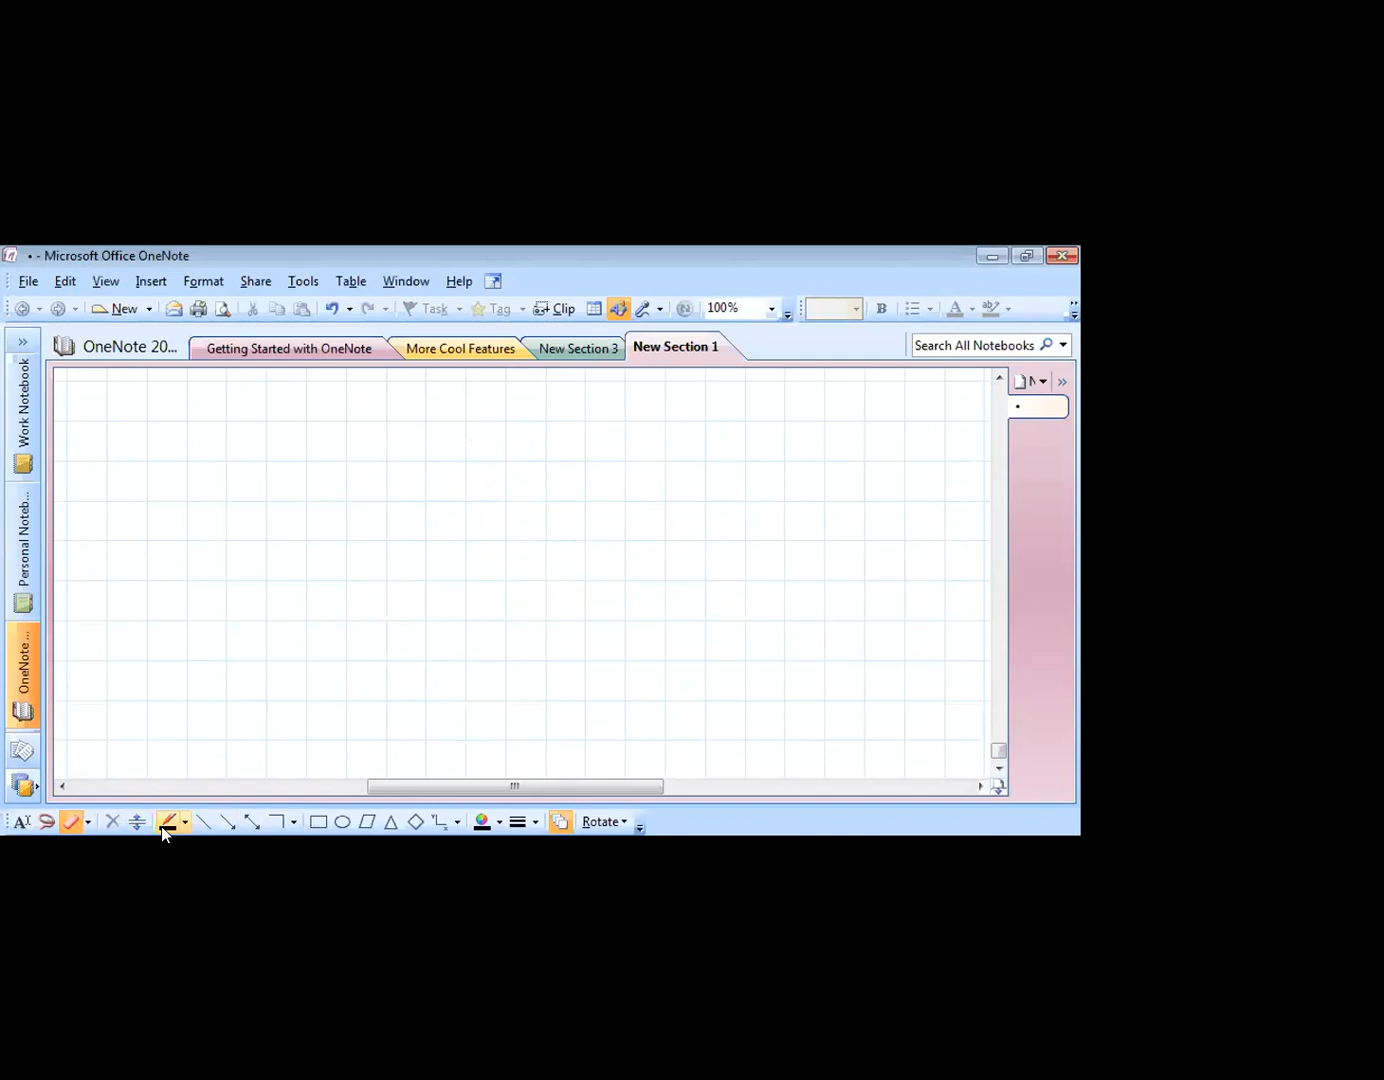 • - Microsoft Office OneNote
File Edit View Insert Format Share Tools Table Window Help
New Task Tag Clip 100% B A ab
OneNote 20... Getting Started with OneNote More Cool Features New Section 3 New Section 1 Search All Notebooks
N
•
Work Notebook
Personal Noteb...
OneNote ...
A Rotate